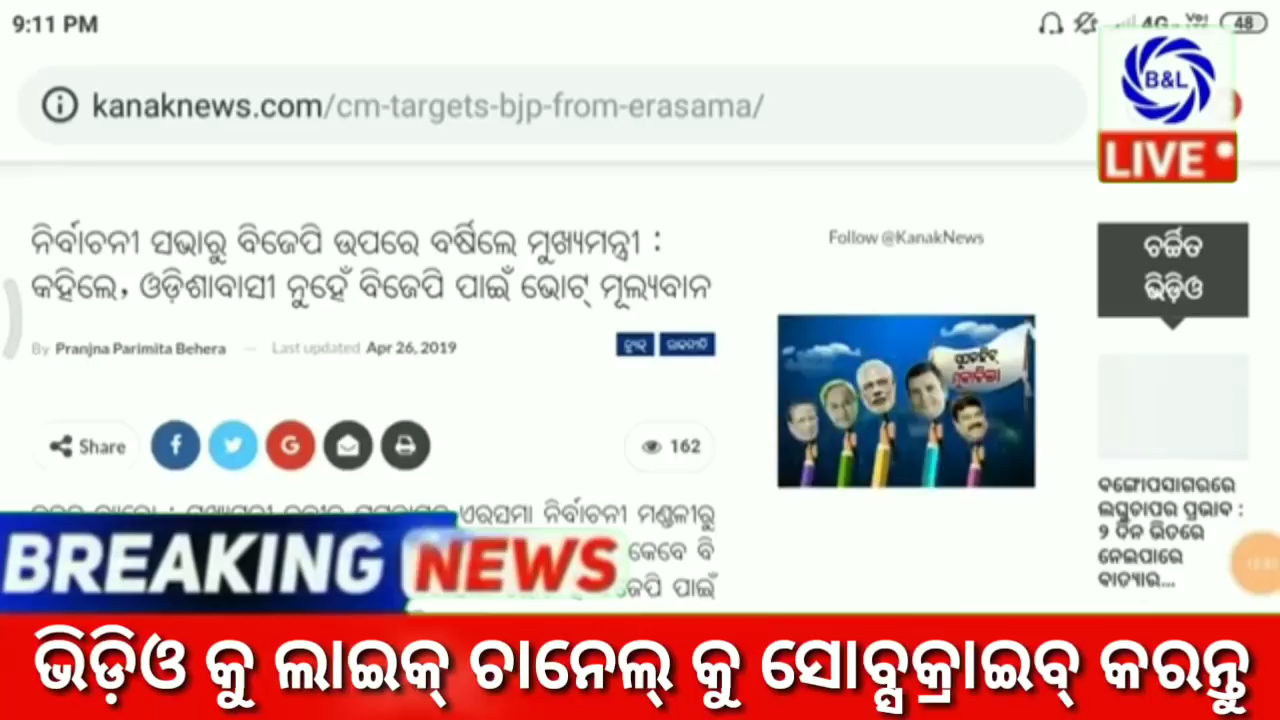 9:11 PM
4G
48
kanaknews.com/cm-targets-bjp-from-erasama/
B&L
LIVE
ନିର୍ବାଚନୀ ସଭାରୁ ବିଜେପି ଉପରେ ବର୍ଷିଲେ ମୁଖ୍ୟମନ୍ତ୍ରୀ :
କହିଲେ, ଓଡ଼ିଶାବାସୀ ନୁହେଁ ବିଜେପି ପାଇଁ ଭୋଟ୍ ମୂଲ୍ୟବାନ
By Pranjna Parimita Behera — Last updated Apr 26, 2019
ନ୍ୟୁଜ୍ ରାଜନୀତି
Share
162
Follow @KanakNews
ଚର୍ଚ୍ଚିତ
ଭିଡ଼ିଓ
ବଙ୍ଗୋପସାଗରରେ
ଲଘୁଚାପର ପ୍ରଭାବ :
୨ ଦିନ ଭିତରେ
ନେଇପାରେ
ବାତ୍ୟାର...
ଏରସମା ନିର୍ବାଚନୀ ମଣ୍ଡଳୀରୁ
କେବେ ବି
ପାଇଁ
BREAKING NEWS
ଭିଡ଼ିଓ କୁ ଲାଇକ୍ ଚାନେଲ୍ କୁ ସୋବ୍ସକ୍ରାଇବ୍ କରନ୍ତୁ